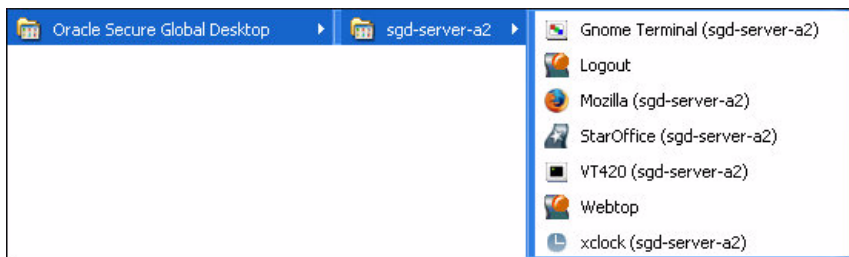 Oracle Secure Global Desktop
sgd-server-a2
Gnome Terminal (sgd-server-a2)
Logout
Mozilla (sgd-server-a2)
StarOffice (sgd-server-a2)
VT420 (sgd-server-a2)
Webtop
xclock (sgd-server-a2)